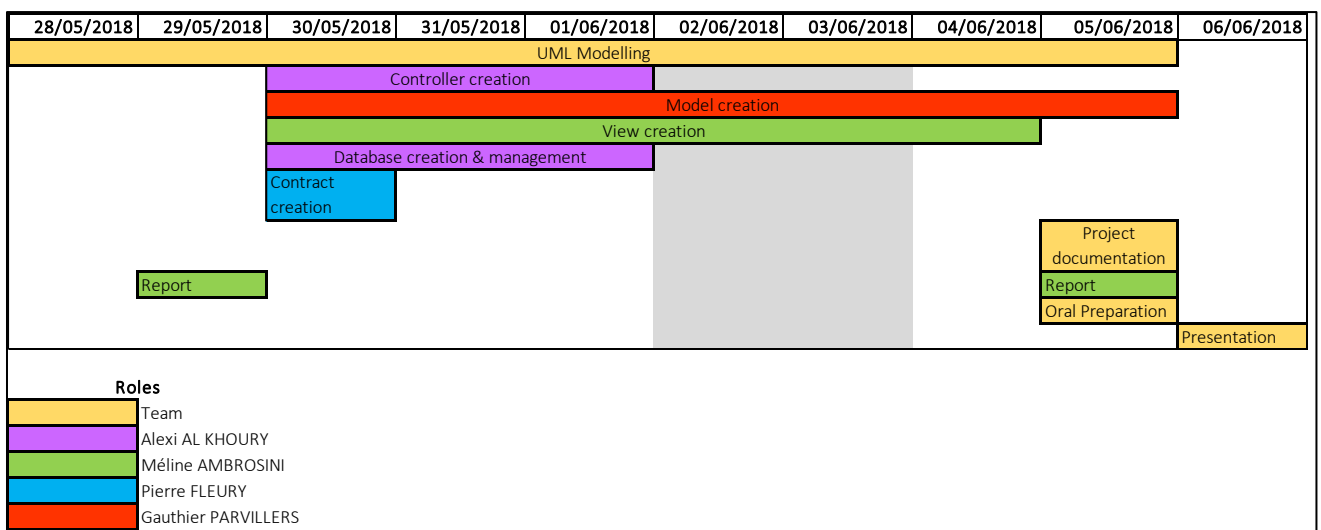 28/05/2018 29/05/2018 30/05/2018 31/05/2018 01/06/2018 02/06/2018 03/06/2018 04/06/2018 05/06/2018 06/06/2018
UML Modelling
Controller creation
Model creation
View creation
Database creation & management
Contract
creation
Project
documentation
Report Report
Oral Preparation
Presentation
Roles
Team
Alexi AL KHOURY
Méline AMBROSINI
Pierre FLEURY
Gauthier PARVILLERS